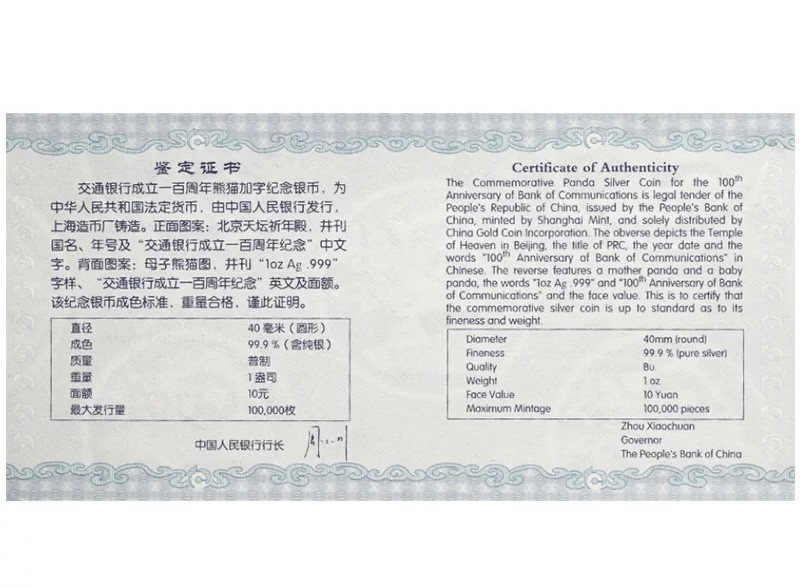 鉴定证书
交通银行成立一百周年熊猫加字纪念银币，为
中华人民共和国法定货币，由中国人民银行发行，
上海造币厂铸造。正面图案：北京天坛祈年殿，并刊
国名、年号及“交通银行成立一百周年纪念”中文
字。背面图案：母子熊猫图，并刊“1oz Ag .999”
字样、“交通银行成立一百周年纪念”英文及面额。
该纪念银币成色标准，重量合格，谨此证明。
直径 40 毫米（圆形）
成色 99.9 %（含纯银）
质量 普制
重量 1 盎司
面额 10元
最大发行量 100,000枚
中国人民银行行长
Certificate of Authenticity
The Commemorative Panda Silver Coin for the 100th
Anniversary of Bank of Communications is legal tender of the
People's Republic of China, issued by the People's Bank of
China, minted by Shanghai Mint, and solely distributed by
China Gold Coin Incorporation. The obverse depicts the Temple
of Heaven in Beijing, the title of PRC, the year date and the
words "100th Anniversary of Bank of Communications" in
Chinese. The reverse features a mother panda and a baby
panda, the words "1oz Ag .999" and "100th Anniversary of Bank
of Communications" and the face value. This is to certify that
the commemorative silver coin is up to standard as to its
fineness and weight.
Diameter 40mm (round)
Fineness 99.9 % (pure silver)
Quality Bu
Weight 1 oz
Face Value 10 Yuan
Maximum Mintage 100,000 pieces
Zhou Xiaochuan
Governor
The People's Bank of China